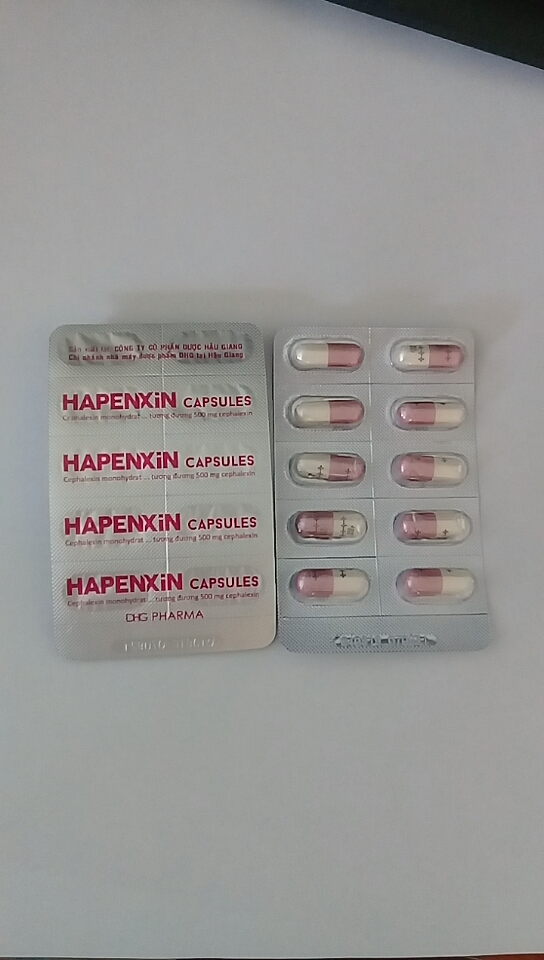 Sản xuất tại: CÔNG TY CỔ PHẦN DƯỢC HẬU GIANG
Chi nhánh nhà máy dược phẩm DHG tại Hậu Giang
HAPENXiN CAPSULES
Cephalexin monohydrat ... tương đương 500 mg cephalexin
HAPENXiN CAPSULES
Cephalexin monohydrat ... tương đương 500 mg cephalexin
HAPENXiN CAPSULES
Cephalexin monohydrat ... tương đương 500 mg cephalexin
HAPENXiN CAPSULES
Cephalexin monohydrat ... tương đương 500 mg cephalexin
DHG PHARMA